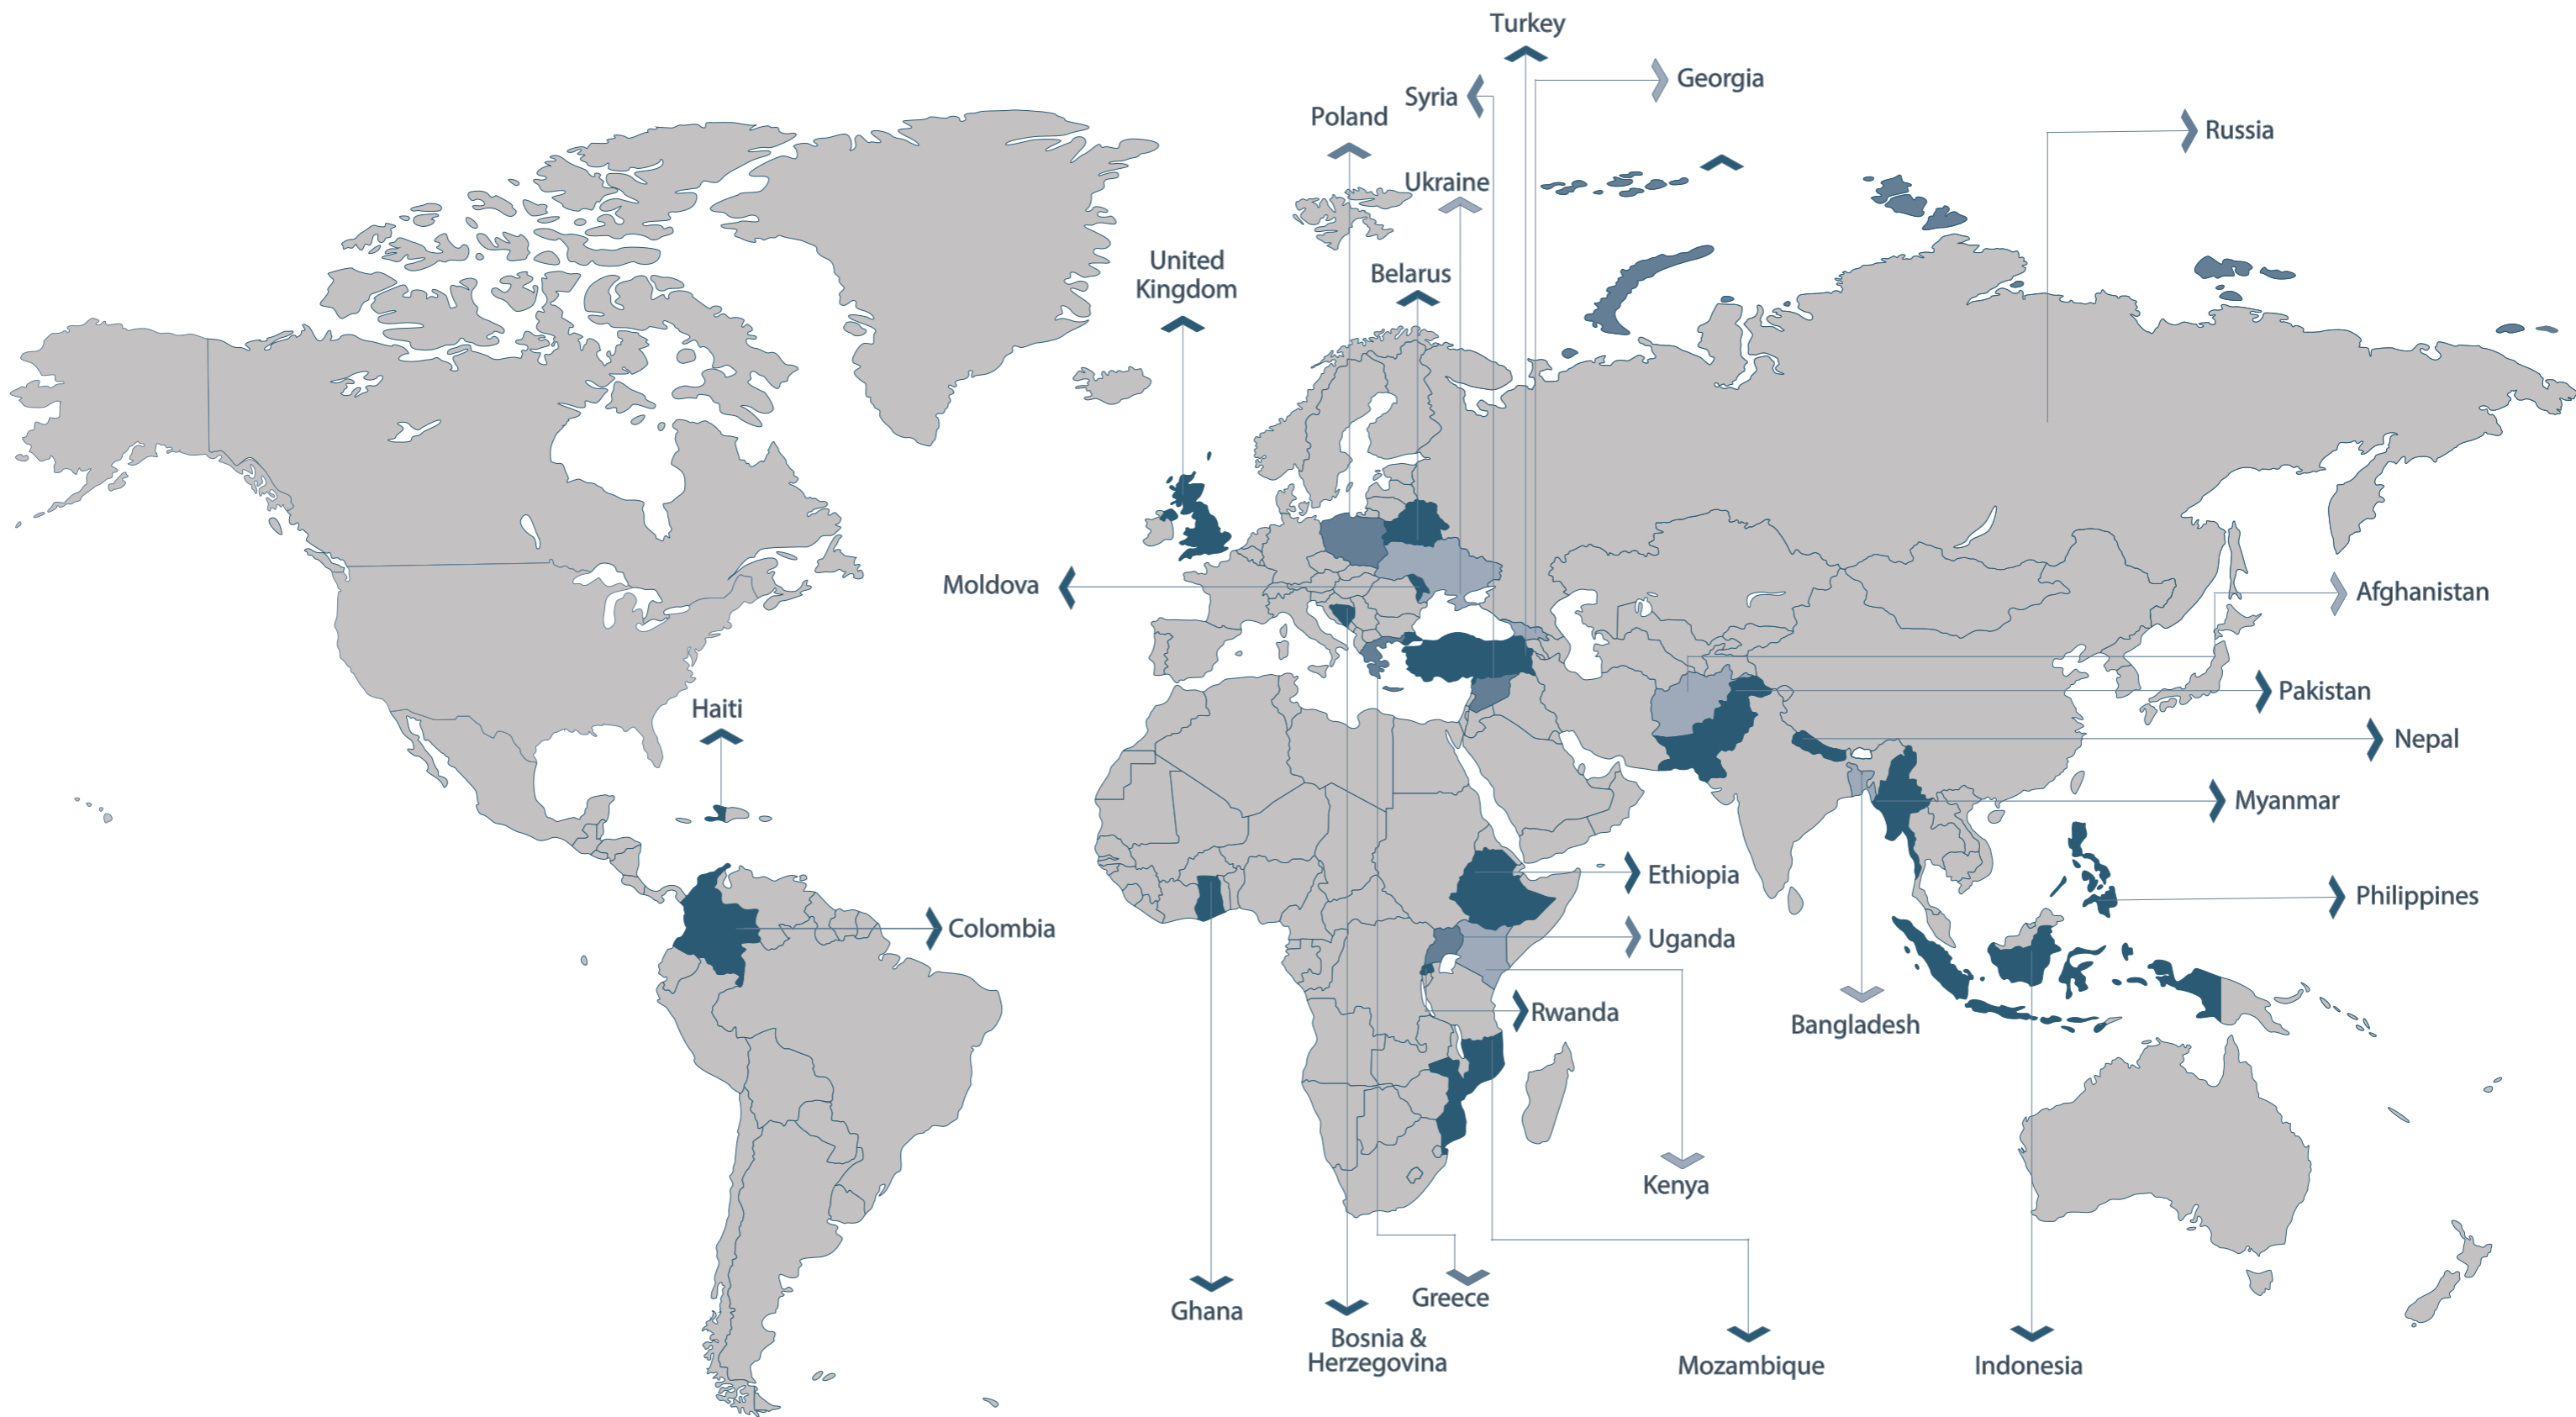 Turkey
Georgia
Syria
Poland
Russia
Ukraine
United
Kingdom
Belarus
Moldova
Afghanistan
Pakistan
Haiti
Nepal
Myanmar
Ethiopia
Philippines
Colombia
Uganda
Rwanda
Bangladesh
Kenya
Ghana
Greece
Bosnia &
Herzegovina
Mozambique
Indonesia